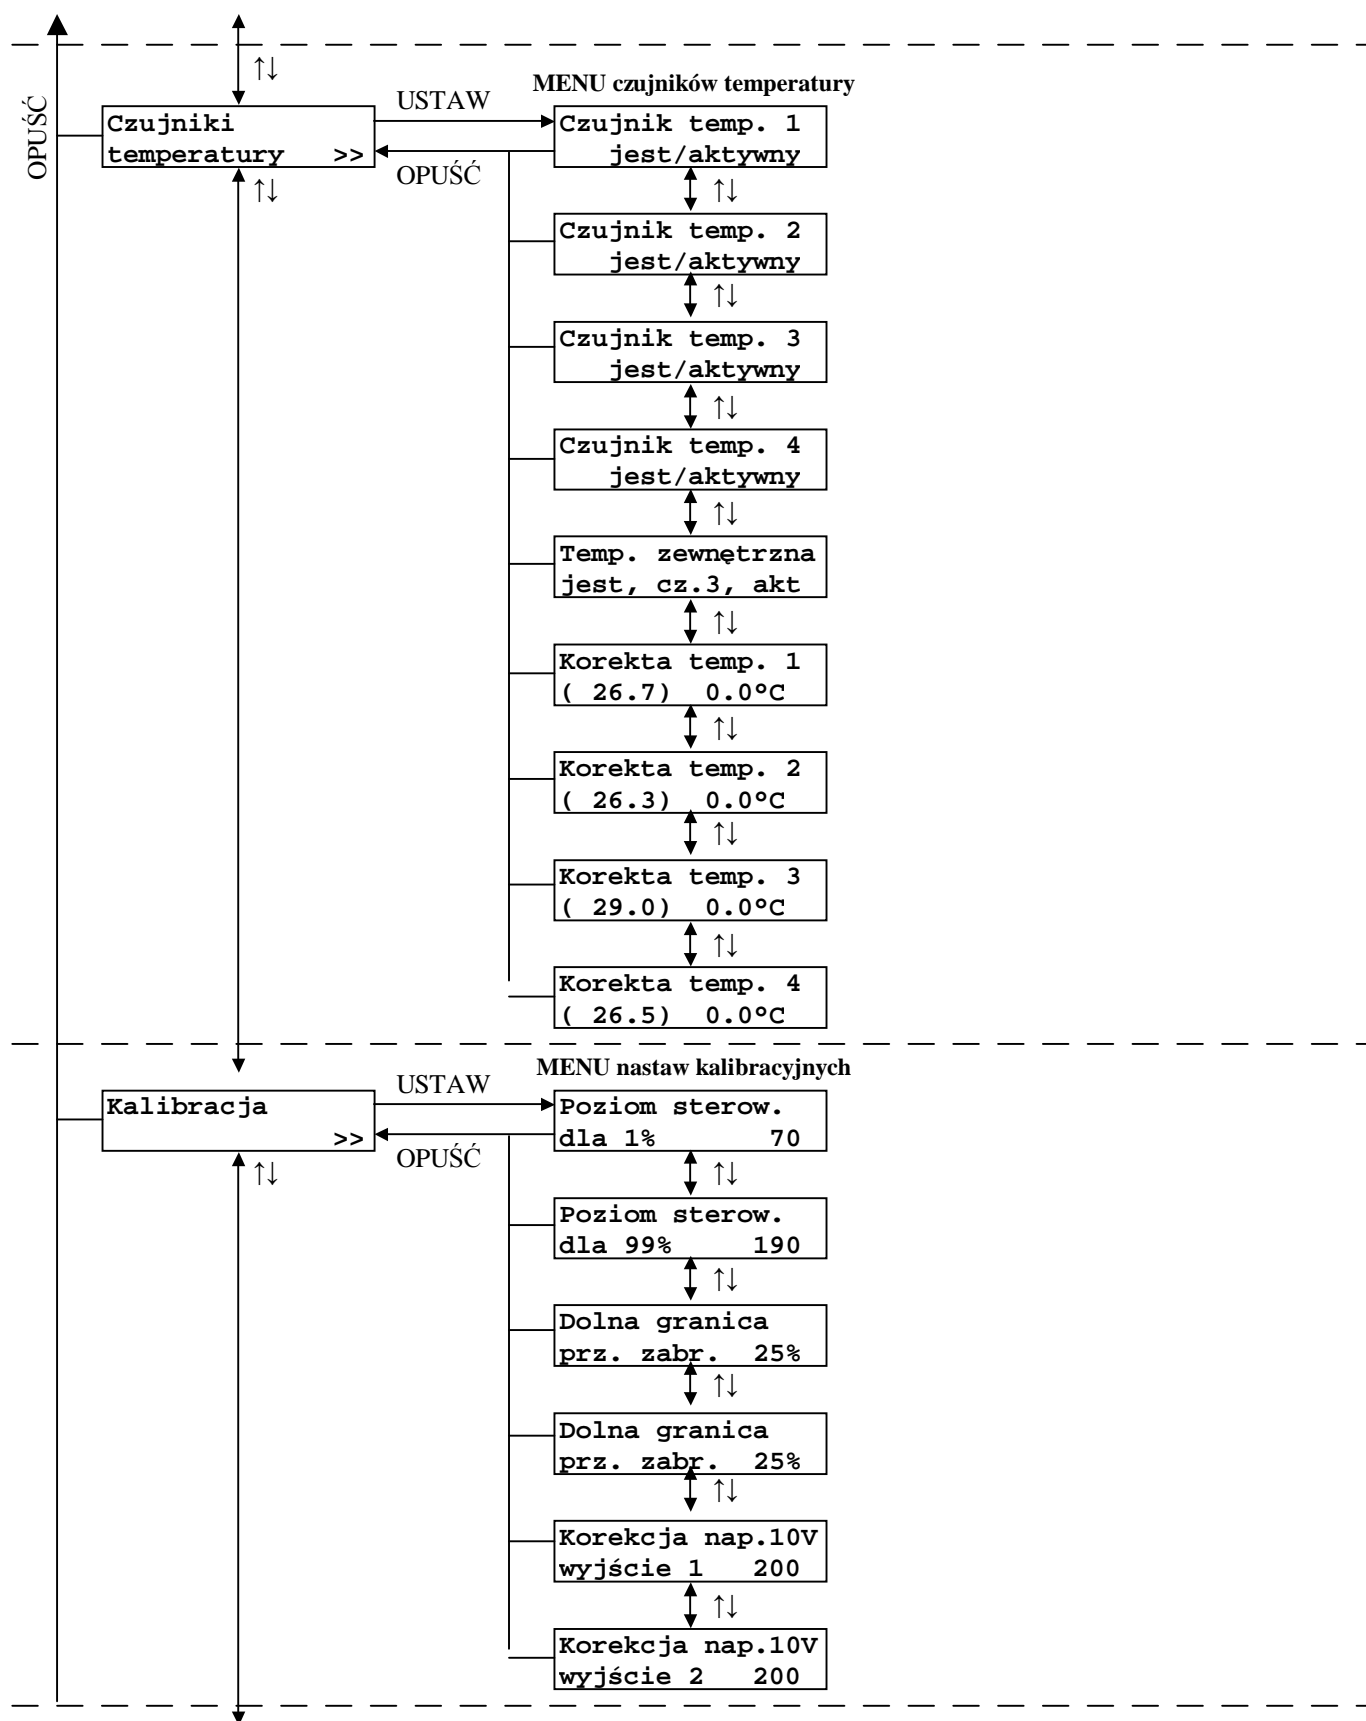 ↑↓
MENU czujników temperatury
OPUŚĆ
USTAW
Czujniki
temperatury >>
OPUŚĆ
↑↓
Czujnik temp. 1
jest/aktywny
↑↓
Czujnik temp. 2
jest/aktywny
↑↓
Czujnik temp. 3
jest/aktywny
↑↓
Czujnik temp. 4
jest/aktywny
↑↓
Temp. zewnętrzna
jest, cz.3, akt
↑↓
Korekta temp. 1
( 26.7) 0.0°C
↑↓
Korekta temp. 2
( 26.3) 0.0°C
↑↓
Korekta temp. 3
( 29.0) 0.0°C
↑↓
Korekta temp. 4
( 26.5) 0.0°C
MENU nastaw kalibracyjnych
USTAW
Kalibracja
>>
OPUŚĆ
↑↓
Poziom sterow.
dla 1% 70
↑↓
Poziom sterow.
dla 99% 190
↑↓
Dolna granica
prz. zabr. 25%
↑↓
Dolna granica
prz. zabr. 25%
↑↓
Korekcja nap.10V
wyjście 1 200
↑↓
Korekcja nap.10V
wyjście 2 200